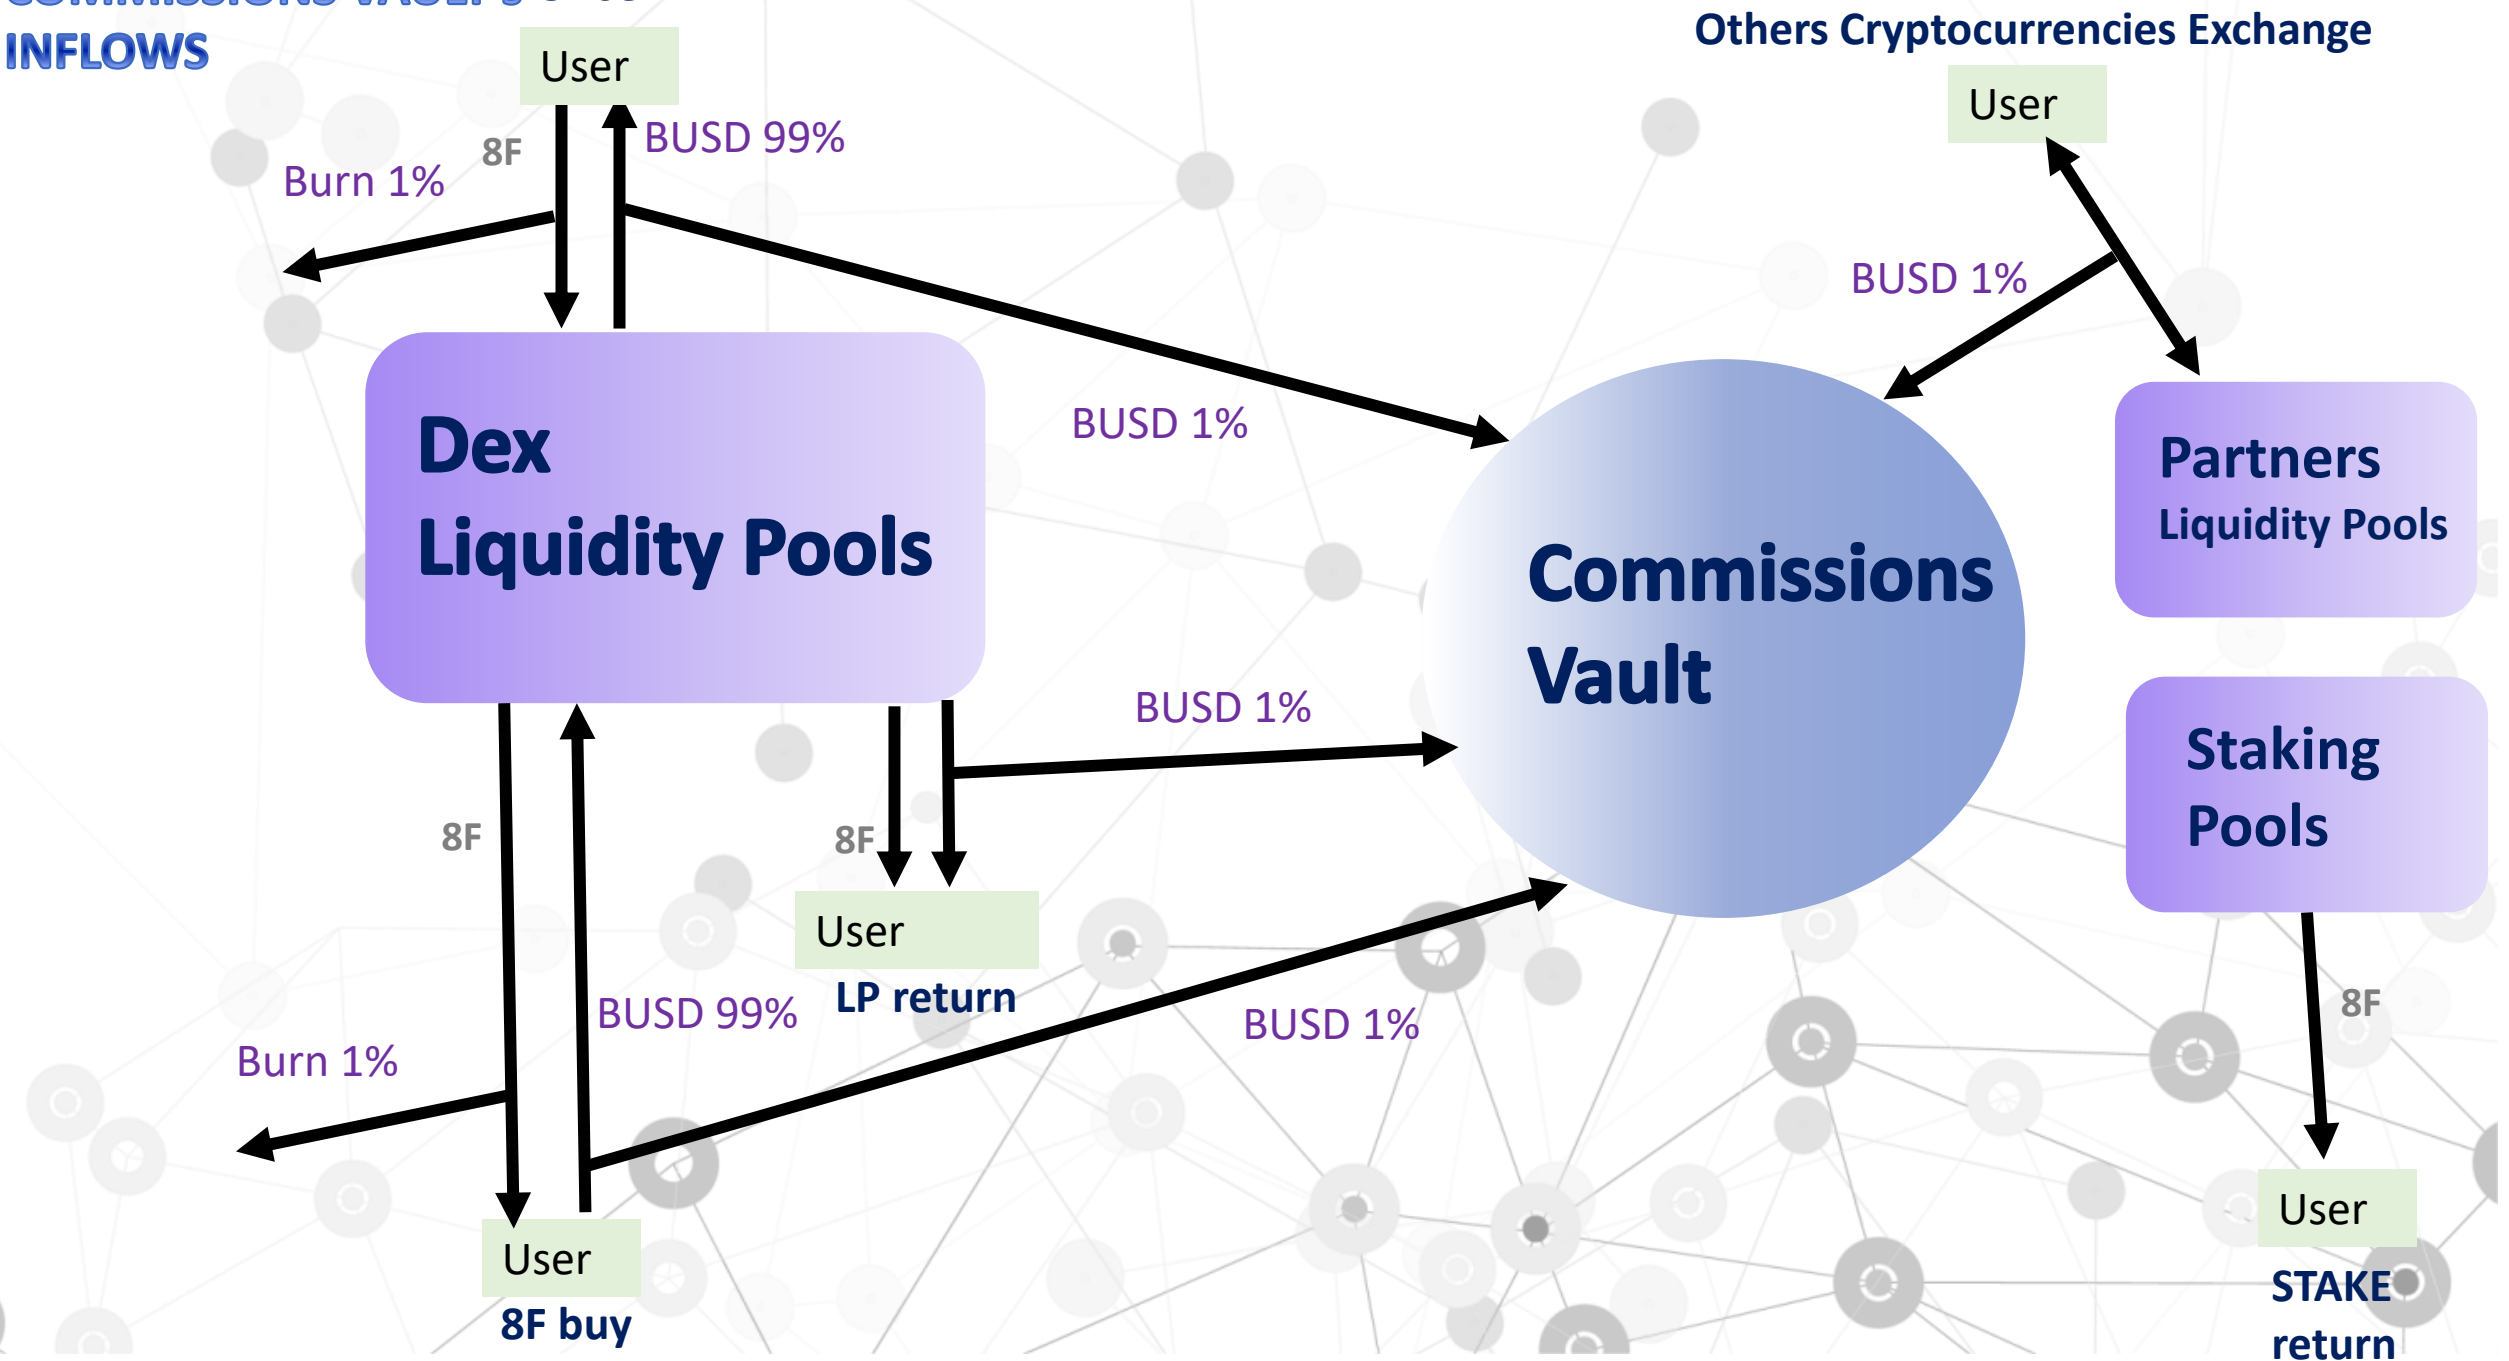 INFLOWS
Others Cryptocurrencies Exchange
User
User
8F
BUSD 99%
Burn 1%
BUSD 1%
BUSD 1%
Dex
Liquidity Pools
Partners
Liquidity Pools
Commissions
Vault
BUSD 1%
Staking
Pools
8F
8F
User
LP return
BUSD 99%
BUSD 1%
8F
Burn 1%
User
8F buy
User
STAKE
return